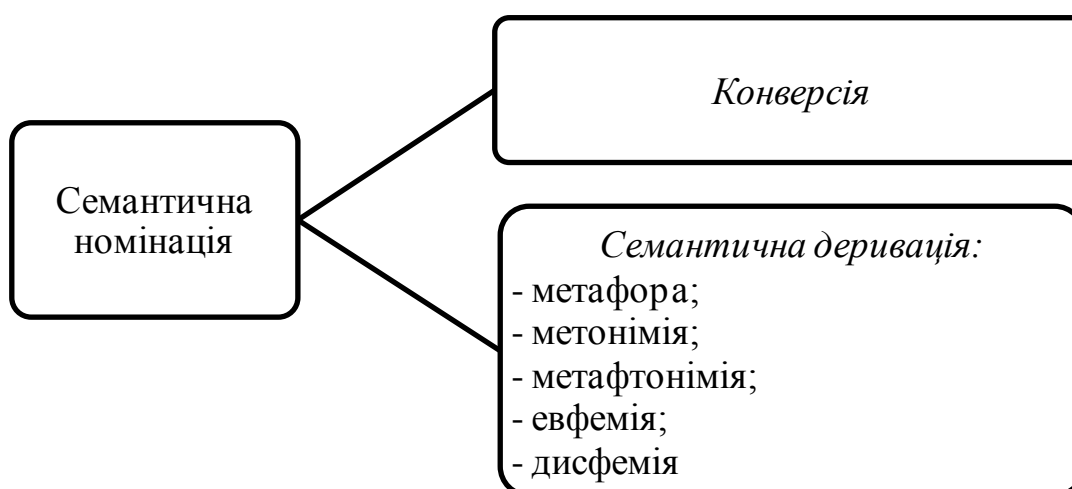 Семантична
номінація
Конверсія
Семантична деривація:
- метафора;
- метонімія;
- метафтонімія;
- евфемія;
- дисфемія